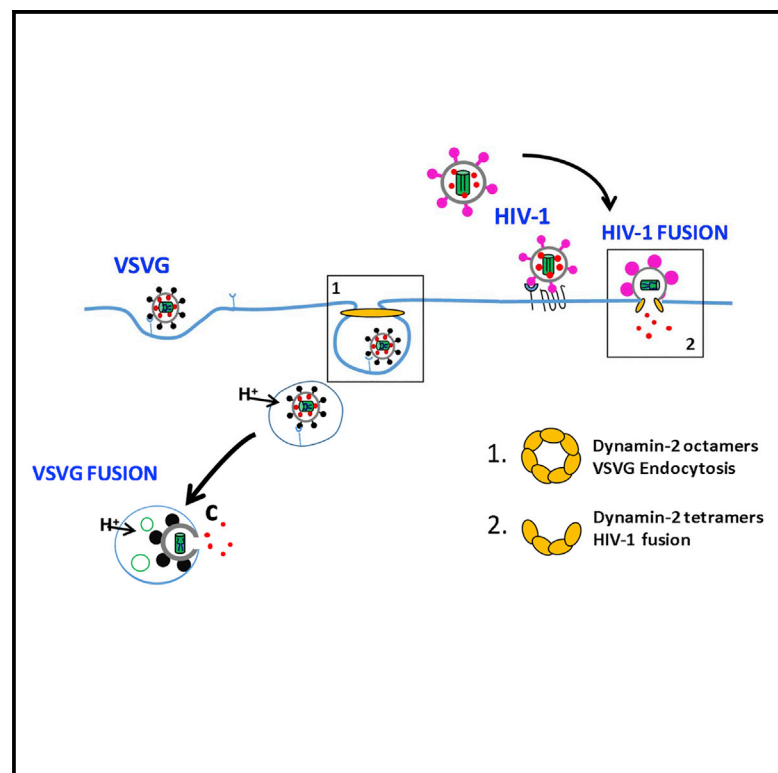 HIV-1
HIV-1 FUSION
VSVG
1
2
H+
VSVG FUSION
H+
C
1. Dynamin-2 octamers
VSVG Endocytosis
2. Dynamin-2 tetramers
HIV-1 fusion